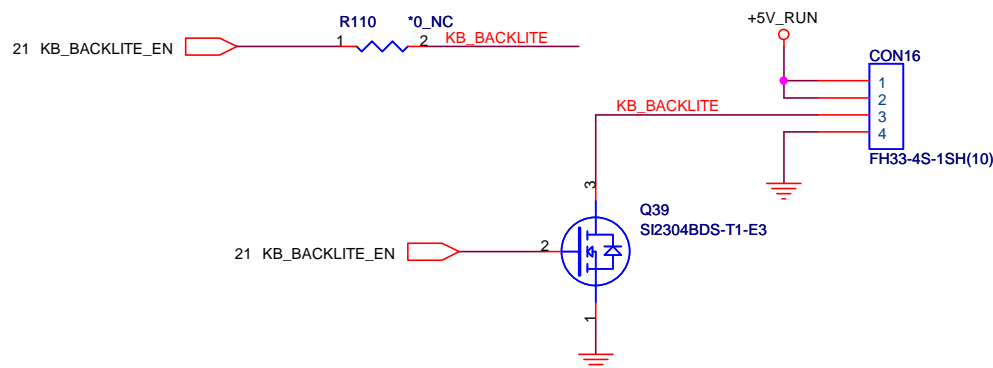 R110 *0_NC
21 KB_BACKLITE_EN
1 2
KB_BACKLITE
+5V_RUN
CON16
1
2
3
4
FH33-4S-1SH(10)
KB_BACKLITE
3
Q39
SI2304BDS-T1-E3
21 KB_BACKLITE_EN
2
1